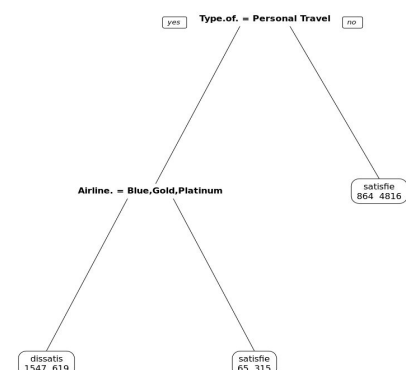 yes
Type.of. = Personal Travel
no
Airline. = Blue,Gold,Platinum
satisfie
864 4816
dissatis
1547 619
satisfie
65 315